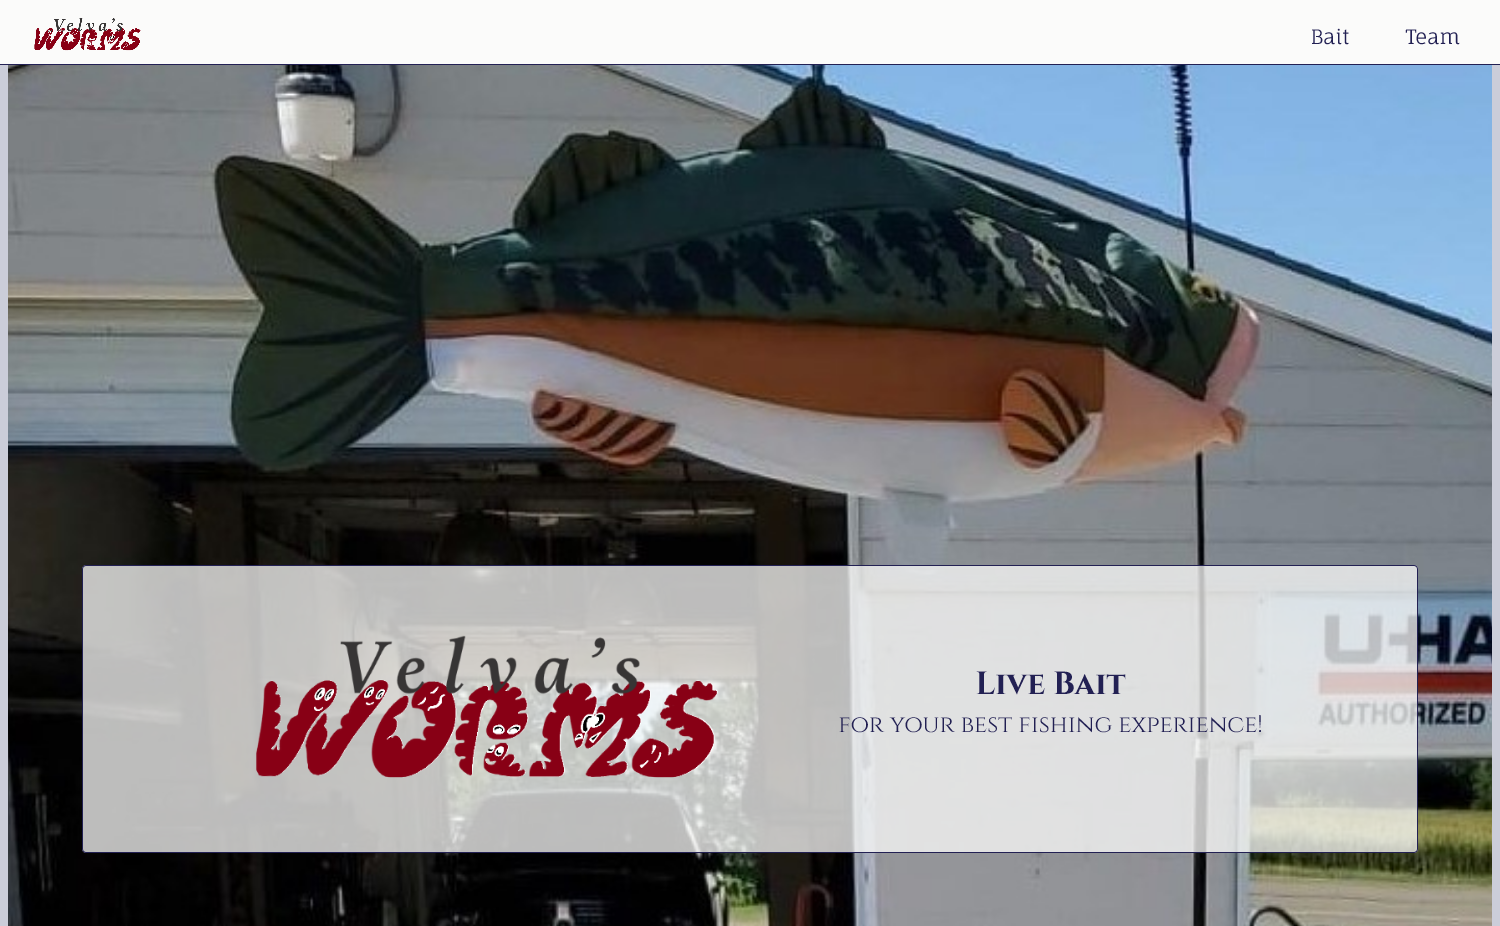 Velva's
WORMS
Bait
Team
Velva's
WORMS
Live Bait
for your best fishing experience!
U-HA
AUTHORIZED